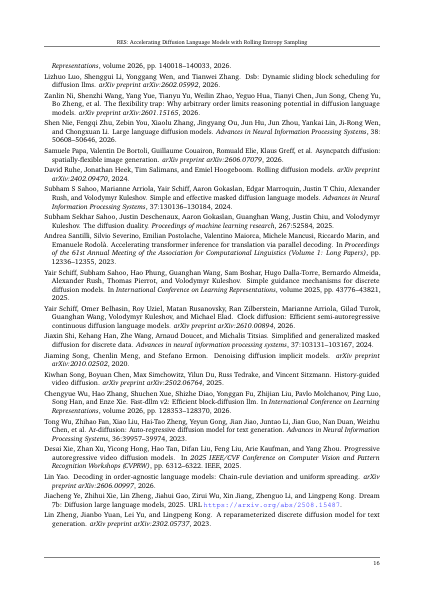 RES: Accelerating Diffusion Language Models with Rolling Entropy Sampling
Representations, volume 2026, pp. 140018–140033, 2026.
Lizhuo Luo, Shenggui Li, Yonggang Wen, and Tianwei Zhang. Dsb: Dynamic sliding block scheduling for
diffusion llms. arXiv preprint arXiv:2602.05992, 2026.
Zanlin Ni, Shenzhi Wang, Yang Yue, Tianyu Yu, Weilin Zhao, Yeguo Hua, Tianyi Chen, Jun Song, Cheng Yu,
Bo Zheng, et al. The flexibility trap: Why arbitrary order limits reasoning potential in diffusion language
models. arXiv preprint arXiv:2601.15165, 2026.
Shen Nie, Fengqi Zhu, Zebin You, Xiaolu Zhang, Jingyang Ou, Jun Hu, Jun Zhou, Yankai Lin, Ji-Rong Wen,
and Chongxuan Li. Large language diffusion models. Advances in Neural Information Processing Systems, 38:
50608–50646, 2026.
Samuele Papa, Valentin De Bortoli, Guillaume Couairon, Romuald Elie, Klaus Greff, et al. Asyncpatch diffusion:
spatially-flexible image generation. arXiv preprint arXiv:2606.07079, 2026.
David Ruhe, Jonathan Heek, Tim Salimans, and Emiel Hoogeboom. Rolling diffusion models. arXiv preprint
arXiv:2402.09470, 2024.
Subham S Sahoo, Marianne Arriola, Yair Schiff, Aaron Gokaslan, Edgar Marroquin, Justin T Chiu, Alexander
Rush, and Volodymyr Kuleshov. Simple and effective masked diffusion language models. Advances in Neural
Information Processing Systems, 37:130136–130184, 2024.
Subham Sekhar Sahoo, Justin Deschenaux, Aaron Gokaslan, Guanghan Wang, Justin Chiu, and Volodymyr
Kuleshov. The diffusion duality. Proceedings of machine learning research, 267:52584, 2025.
Andrea Santilli, Silvio Severino, Emilian Postolache, Valentino Maiorca, Michele Mancusi, Riccardo Marin, and
Emanuele Rodolà. Accelerating transformer inference for translation via parallel decoding. In Proceedings
of the 61st Annual Meeting of the Association for Computational Linguistics (Volume 1: Long Papers), pp.
12336–12355, 2023.
Yair Schiff, Subham Sahoo, Hao Phung, Guanghan Wang, Sam Boshar, Hugo Dalla-Torre, Bernardo Almeida,
Alexander Rush, Thomas Pierrot, and Volodymyr Kuleshov. Simple guidance mechanisms for discrete
diffusion models. In International Conference on Learning Representations, volume 2025, pp. 43776–43821,
2025.
Yair Schiff, Omer Belhasin, Roy Uziel, Matan Rusanovsky, Ran Zilberstein, Marianne Arriola, Gilad Turok,
Guanghan Wang, Volodymyr Kuleshov, and Michael Elad. Clock diffusion: Efficient semi-autoregressive
continuous diffusion language models. arXiv preprint arXiv:2610.00894, 2026.
Jiaxin Shi, Kehang Han, Zhe Wang, Arnaud Doucet, and Michalis Titsias. Simplified and generalized masked
diffusion for discrete data. Advances in neural information processing systems, 37:103131–103167, 2024.
Jiaming Song, Chenlin Meng, and Stefano Ermon. Denoising diffusion implicit models. arXiv preprint
arXiv:2010.02502, 2020.
Kiwhan Song, Boyuan Chen, Max Simchowitz, Yilun Du, Russ Tedrake, and Vincent Sitzmann. History-guided
video diffusion. arXiv preprint arXiv:2502.06764, 2025.
Chengyue Wu, Hao Zhang, Shuchen Xue, Shizhe Diao, Yonggan Fu, Zhijian Liu, Pavlo Molchanov, Ping Luo,
Song Han, and Enze Xie. Fast-dllm v2: Efficient block-diffusion llm. In International Conference on Learning
Representations, volume 2026, pp. 128353–128370, 2026.
Tong Wu, Zhihao Fan, Xiao Liu, Hai-Tao Zheng, Yeyun Gong, Jian Jiao, Juntao Li, Jian Guo, Nan Duan, Weizhu
Chen, et al. Ar-diffusion: Auto-regressive diffusion model for text generation. Advances in Neural Information
Processing Systems, 36:39957–39974, 2023.
Desai Xie, Zhan Xu, Yicong Hong, Hao Tan, Difan Liu, Feng Liu, Arie Kaufman, and Yang Zhou. Progressive
autoregressive video diffusion models. In 2025 IEEE/CVF Conference on Computer Vision and Pattern
Recognition Workshops (CVPRW), pp. 6312–6322. IEEE, 2025.
Lin Yao. Decoding in order-agnostic language models: Chain-rule deviation and uniform spreading. arXiv
preprint arXiv:2606.00997, 2026.
Jiacheng Ye, Zhihui Xie, Lin Zheng, Jiahui Gao, Zirui Wu, Xin Jiang, Zhenguo Li, and Lingpeng Kong. Dream
7b: Diffusion large language models, 2025. URL https://arxiv.org/abs/2508.15487.
Lin Zheng, Jianbo Yuan, Lei Yu, and Lingpeng Kong. A reparameterized discrete diffusion model for text
generation. arXiv preprint arXiv:2302.05737, 2023.
16